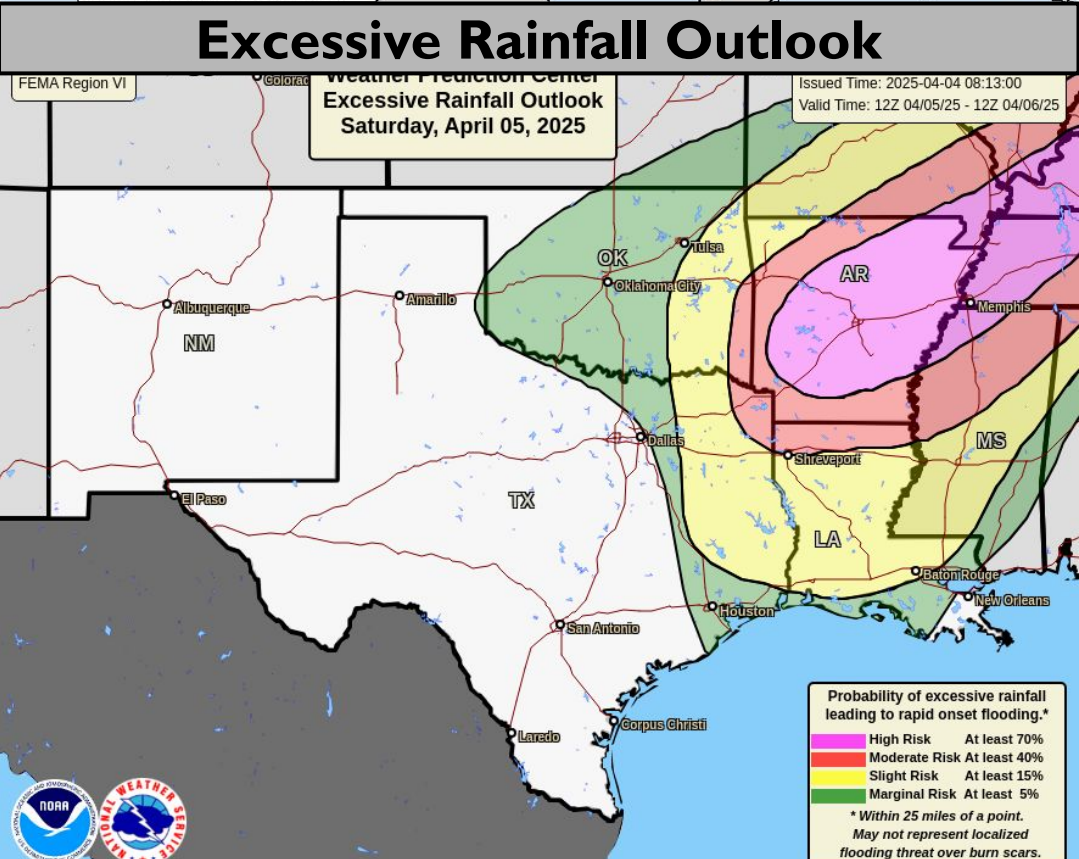 Excessive Rainfall Outlook
FEMA Region VI
Weather Prediction Center
Excessive Rainfall Outlook
Saturday, April 05, 2025
Issued Time: 2025-04-04 08:13:00
Valid Time: 12Z 04/05/25 - 12Z 04/06/25
Colorad
Tulsa
OK
Oklahoma City
AR
Amarillo
Albuquerque
Memphis
NM
Dallas
MS
Shreveport
El Paso
TX
LA
Baton Rouge
New Orleans
Houston
San Antonio
Corpus Christi
Laredo
Probability of excessive rainfall
leading to rapid onset flooding.*
High Risk At least 70%
Moderate Risk At least 40%
Slight Risk At least 15%
Marginal Risk At least 5%
* Within 25 miles of a point.
May not represent localized
flooding threat over burn scars.
NOAA
NATIONAL WEATHER SERVICE